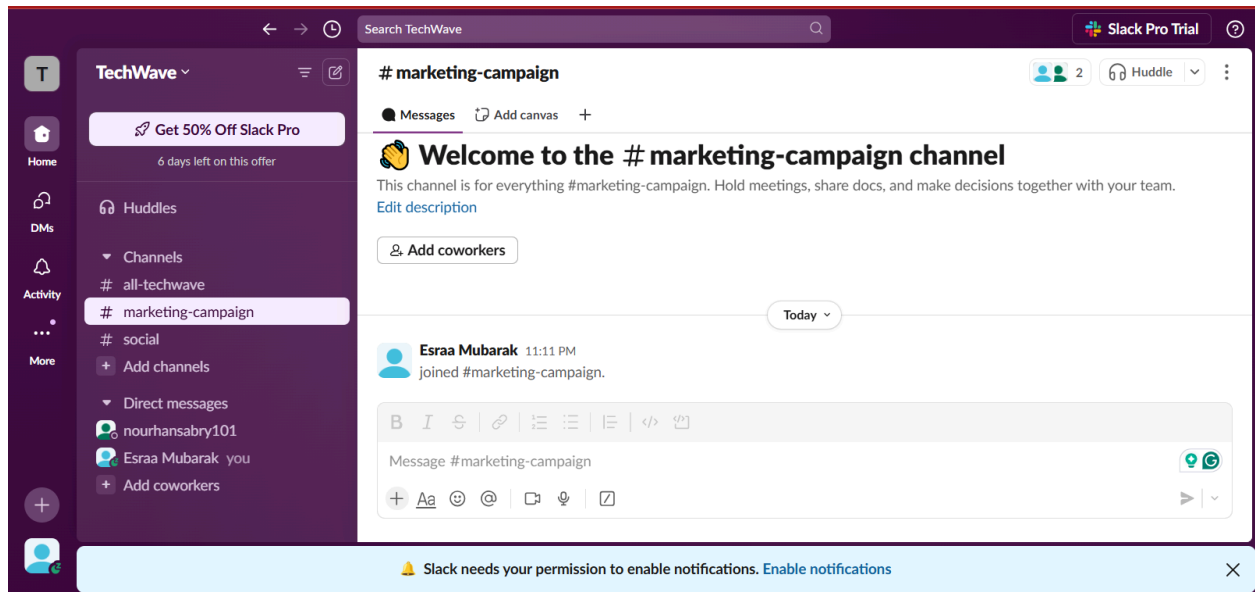 Search TechWave
Slack Pro Trial
T
Home
DMs
Activity
More
TechWave
Get 50% Off Slack Pro
6 days left on this offer
Huddles
Channels
# all-techwave
# marketing-campaign
# social
+ Add channels
Direct messages
nourhansabry101
Esraa Mubarak you
+ Add coworkers
# marketing-campaign
2
Huddle
Messages
Add canvas
+
👋 Welcome to the # marketing-campaign channel
This channel is for everything #marketing-campaign. Hold meetings, share docs, and make decisions together with your team.
Edit description
Add coworkers
Today
Esraa Mubarak 11:11 PM
joined #marketing-campaign.
B I S
Message #marketing-campaign
+ Aa @
Slack needs your permission to enable notifications. Enable notifications